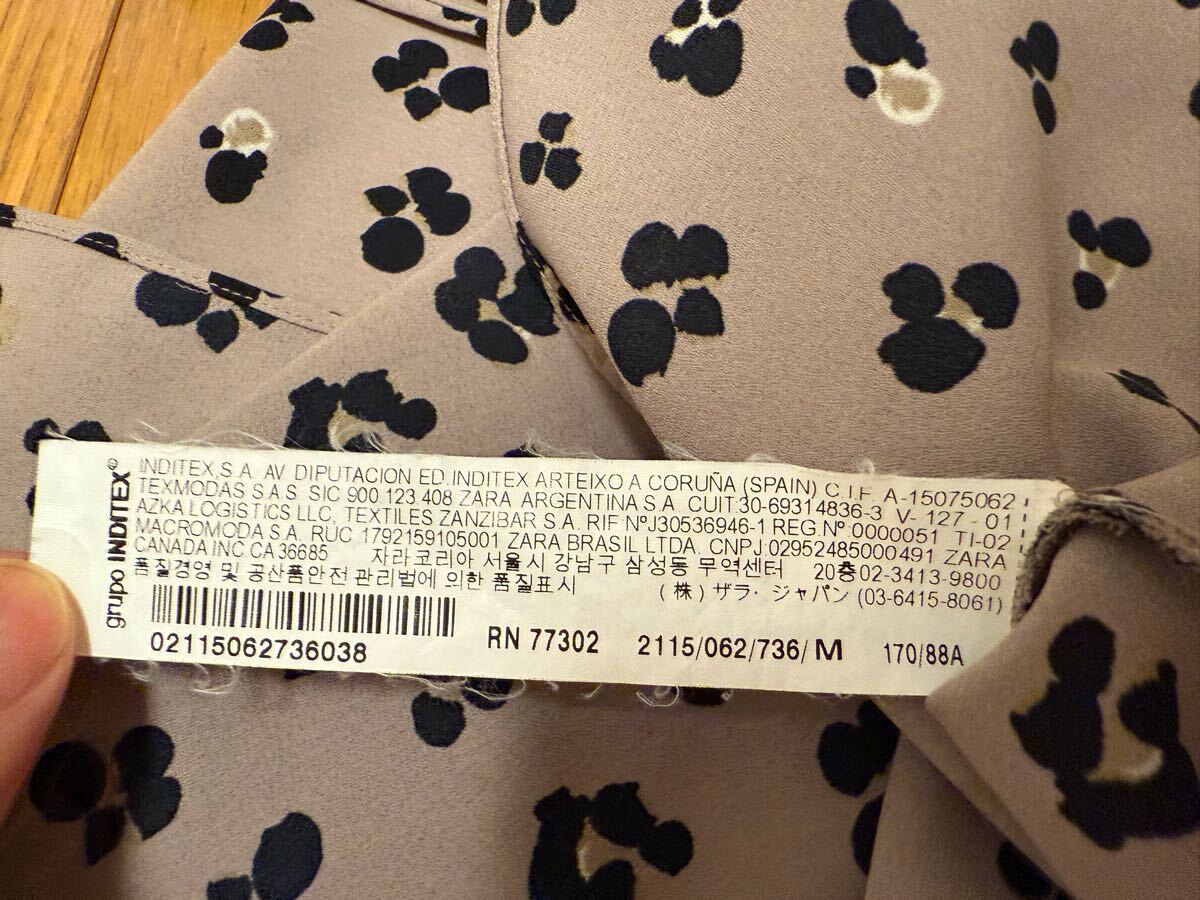 grupo INDITEX®
INDITEX,S.A. AV DIPUTACION ED.INDITEX ARTEIXO A CORUÑA (SPAIN) C.I.F. A-15075062
TEXMODAS S.A.S. SIC 900.123.408 ZARA ARGENTINA S.A. CUIT:30-69314836-3 V- 127 - 01
AZKA LOGISTICS LLC, TEXTILES ZANZIBAR S.A. RIF NºJ30536946-1 REG.Nº 0000051 TI-02
MACROMODA S.A. RUC 1792159105001 ZARA BRASIL LTDA. CNPJ:02952485000491 ZARA
CANADA INC.CA 36685 자라코리아 서울시 강남구 삼성동 무역센터 20층02-3413-9800
품질경영 및 공산품안전 관리법에 의한 품질표시 (株) ザラ・ジャパン (03-6415-8061)
02115062736038 RN 77302 2115/062/736/ M 170/88A